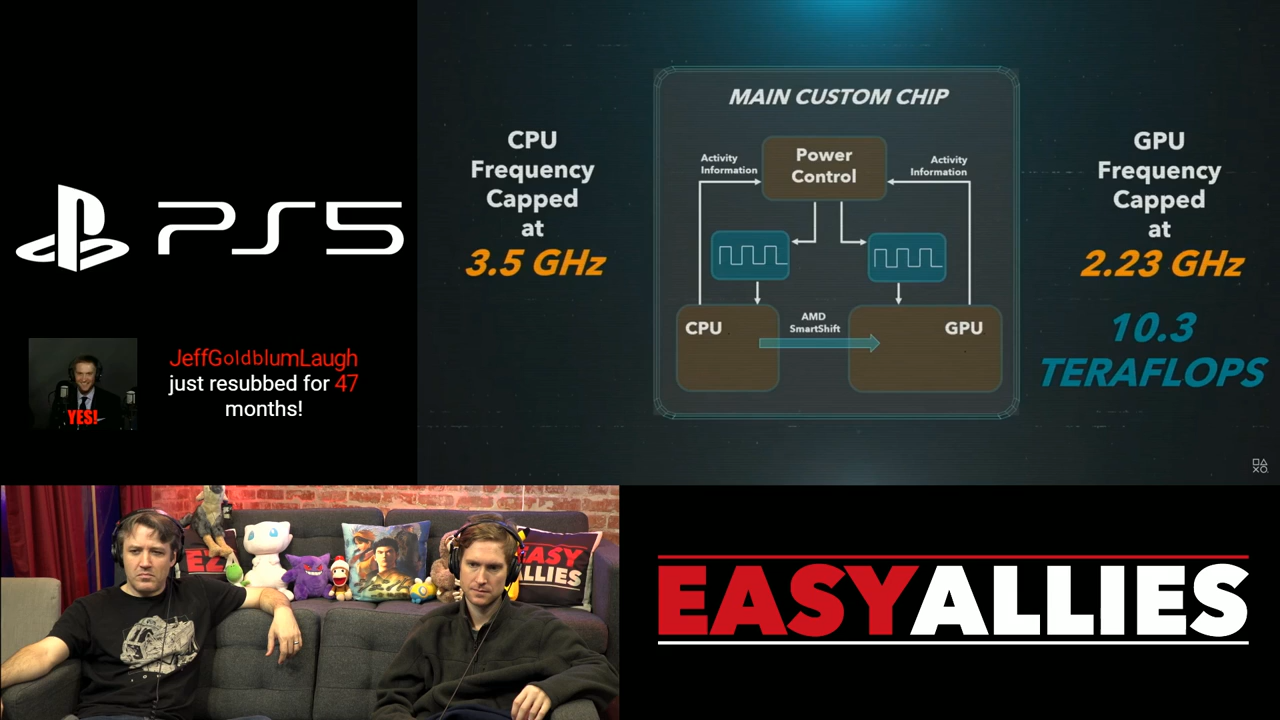 MAIN CUSTOM CHIP
CPU
Frequency
Capped
at
3.5 GHz
Activity
Information
Power
Control
Activity
Information
CPU
AMD
SmartShift
GPU
GPU
Frequency
Capped
at
2.23 GHz
10.3
TERAFLOPS
PS5
YES!
JeffGoldblumLaugh
just resubbed for 47
months!
EZ
EASY
ALLIES
EASYALLIES